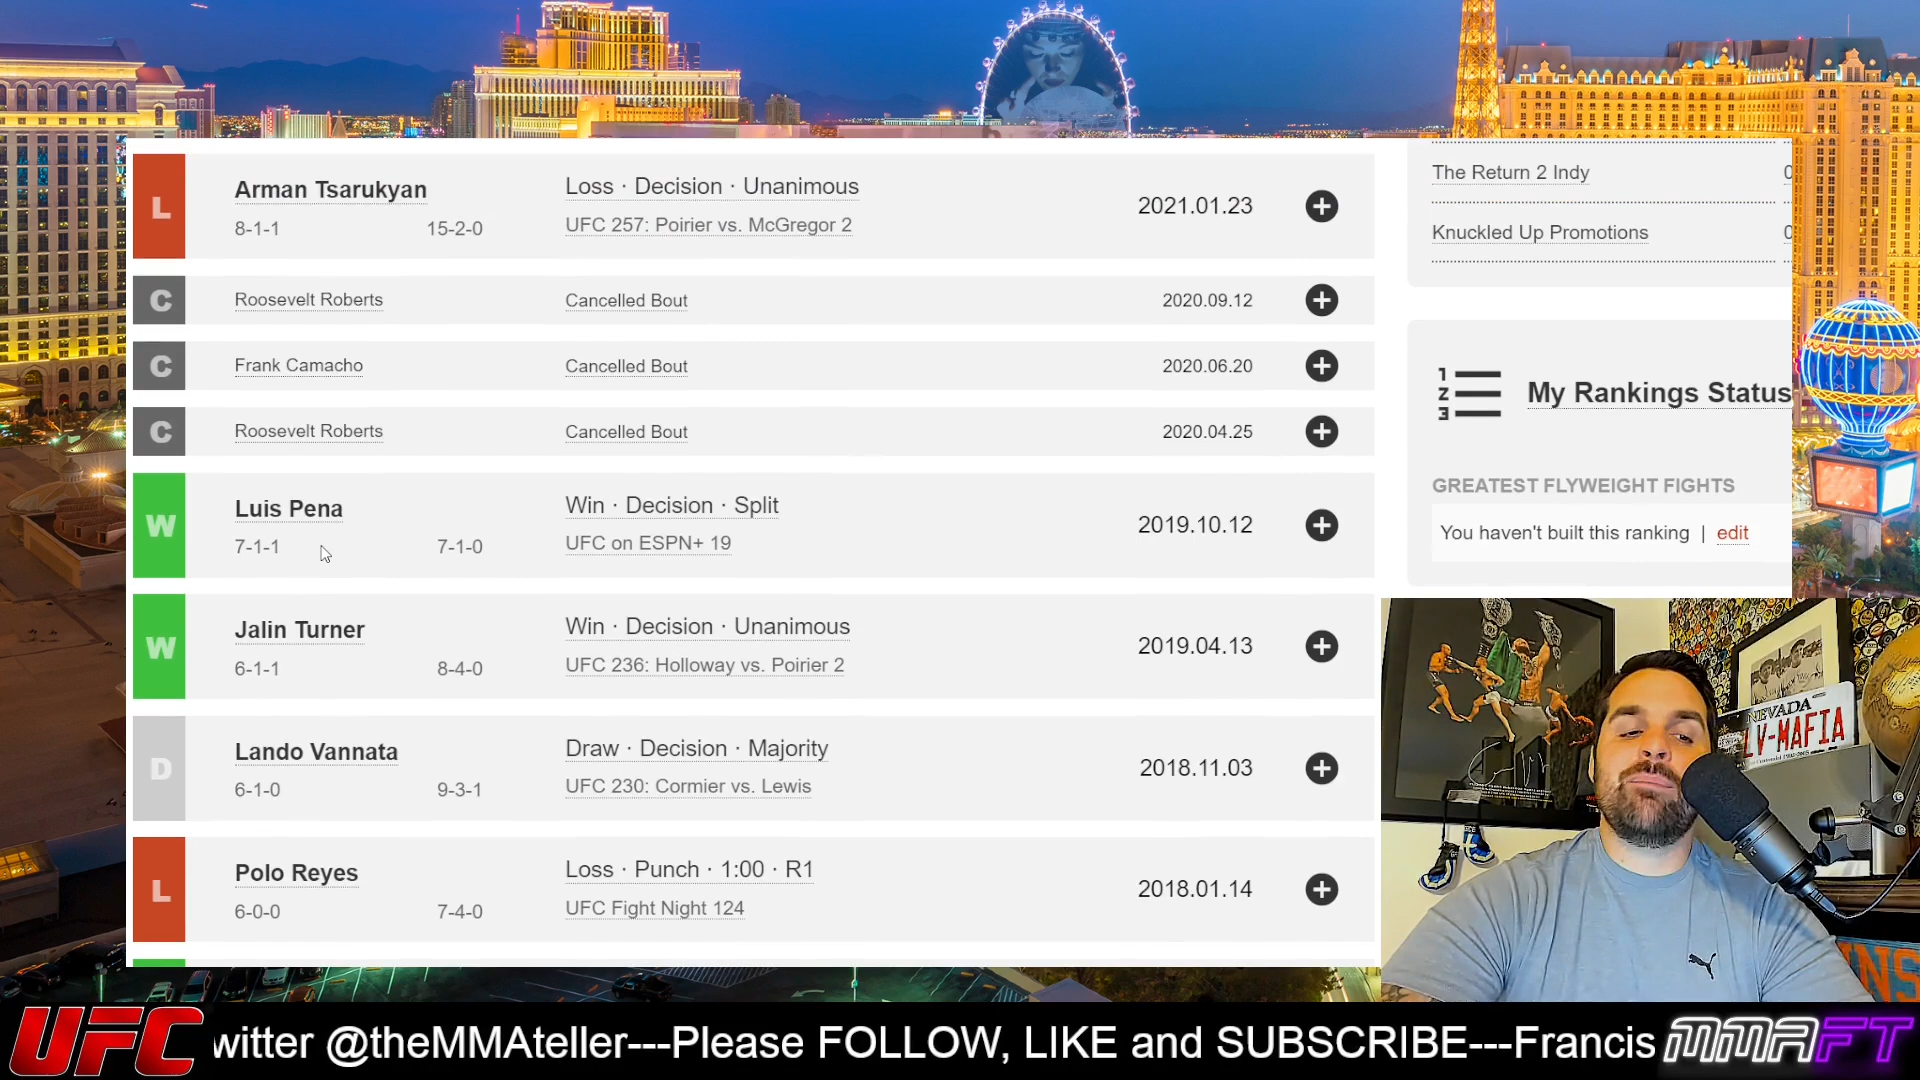 L
Arman Tsarukyan
8-1-1 15-2-0
Loss · Decision · Unanimous
UFC 257: Poirier vs. McGregor 2
2021.01.23
C
Roosevelt Roberts
Cancelled Bout
2020.09.12
C
Frank Camacho
Cancelled Bout
2020.06.20
C
Roosevelt Roberts
Cancelled Bout
2020.04.25
W
Luis Pena
7-1-1 7-1-0
Win · Decision · Split
UFC on ESPN+ 19
2019.10.12
W
Jalin Turner
6-1-1 8-4-0
Win · Decision · Unanimous
UFC 236: Holloway vs. Poirier 2
2019.04.13
D
Lando Vannata
6-1-0 9-3-1
Draw · Decision · Majority
UFC 230: Cormier vs. Lewis
2018.11.03
L
Polo Reyes
6-0-0 7-4-0
Loss · Punch · 1:00 · R1
UFC Fight Night 124
2018.01.14
The Return 2 Indy
Knuckled Up Promotions
1
2
3
My Rankings Status
GREATEST FLYWEIGHT FIGHTS
You haven't built this ranking | edit
NEVADA
LV-MAFIA
UFC
witter @theMMAteller---Please FOLLOW, LIKE and SUBSCRIBE---Francis
MMAFT